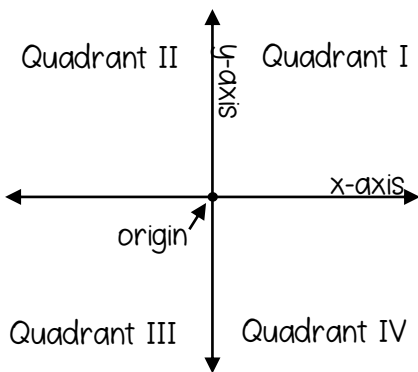 Quadrant II
y-axis
Quadrant I
x-axis
origin
Quadrant III
Quadrant IV